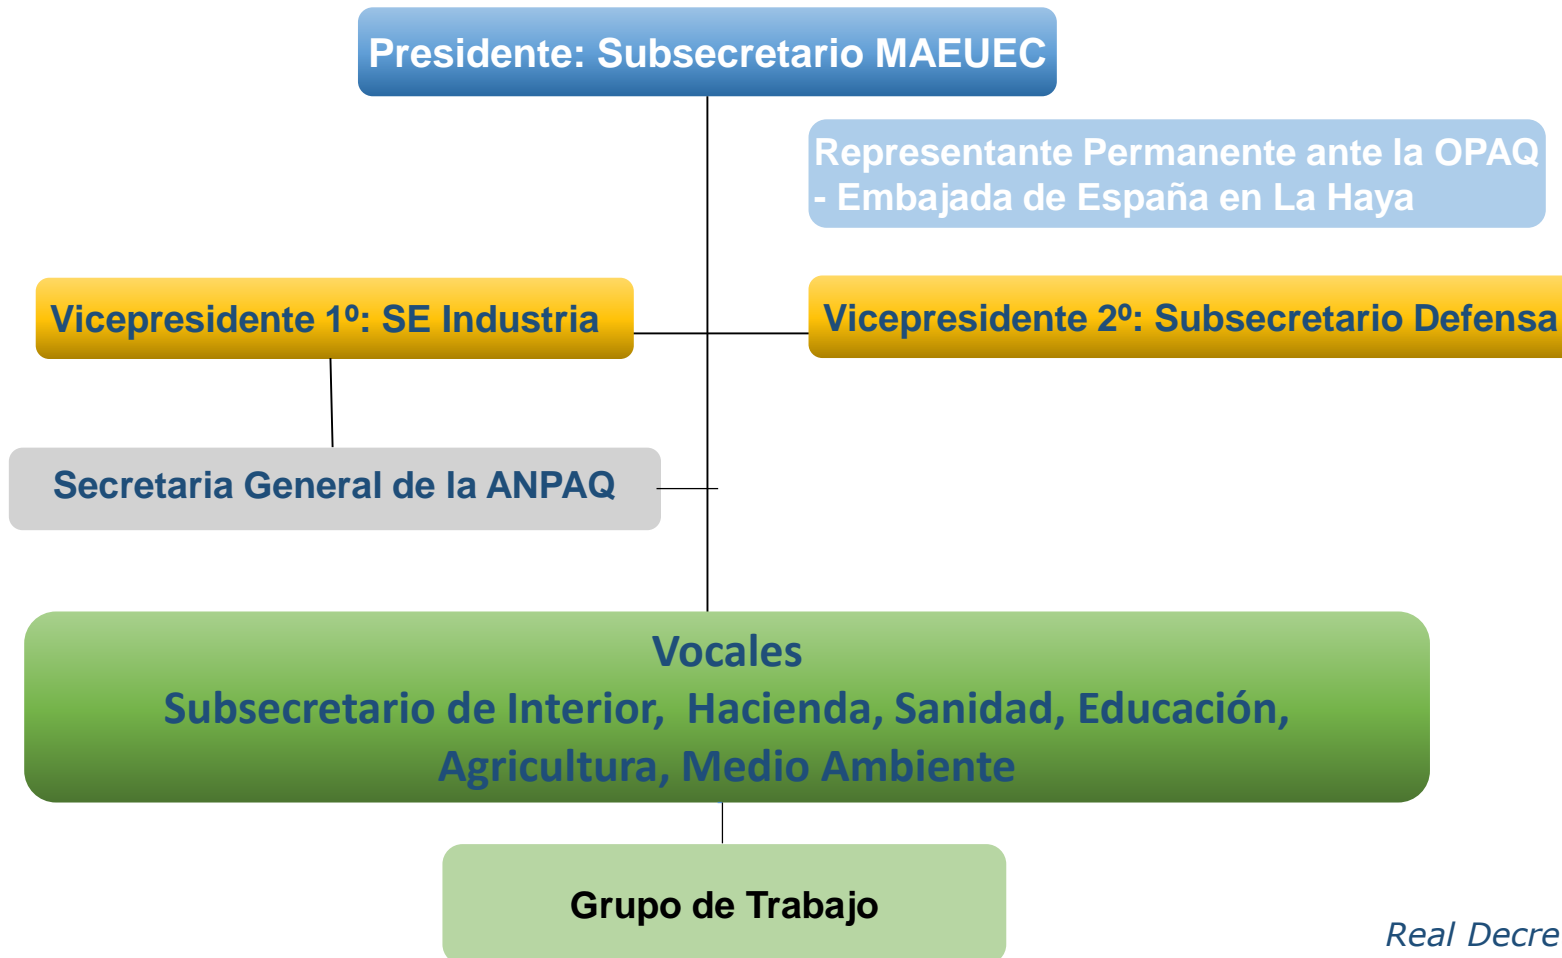 Presidente: Subsecretario MAEUEC
Representante Permanente ante la OPAQ
- Embajada de España en La Haya
Vicepresidente 1º: SE Industria
Vicepresidente 2º: Subsecretario Defensa
Secretaria General de la ANPAQ
Vocales
Subsecretario de Interior, Hacienda, Sanidad, Educación,
Agricultura, Medio Ambiente
Grupo de Trabajo
Real Decre